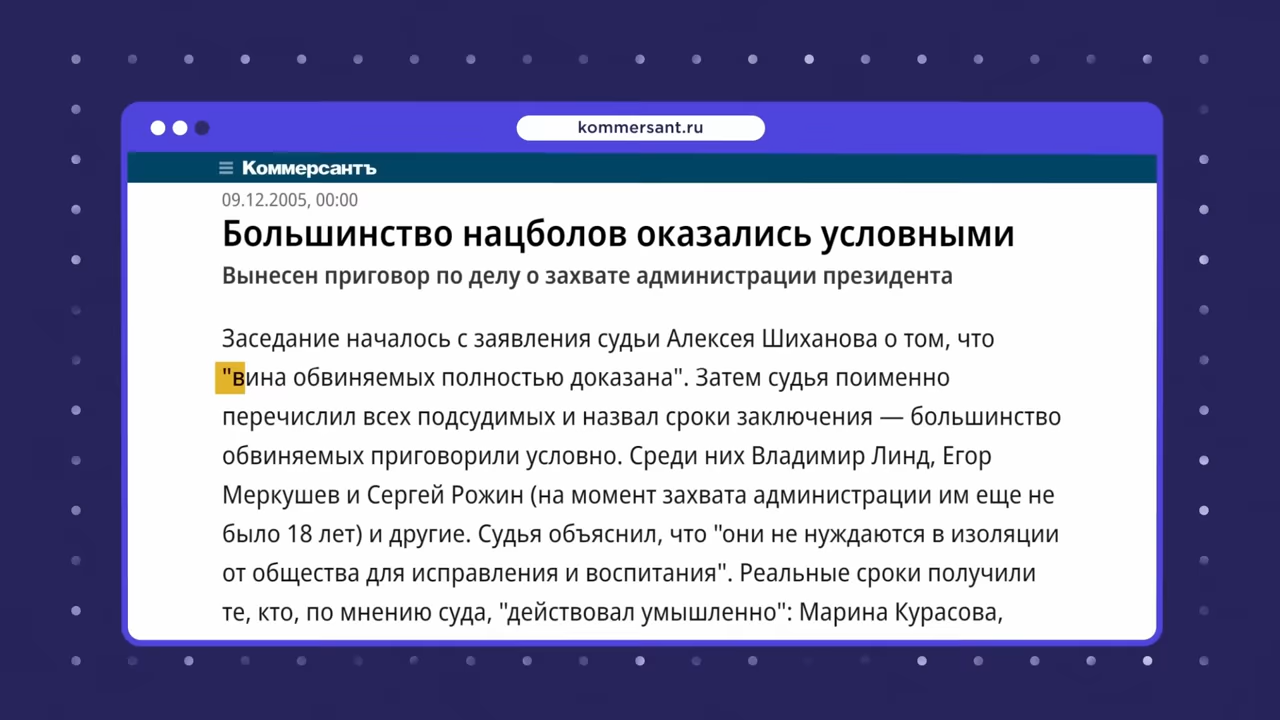 kommersant.ru
Коммерсантъ
09.12.2005, 00:00
Большинство нацболов оказались условными
Вынесен приговор по делу о захвате администрации президента
Заседание началось с заявления судьи Алексея Шиханова о том, что
"вина обвиняемых полностью доказана". Затем судья поименно
перечислил всех подсудимых и назвал сроки заключения — большинство
обвиняемых приговорили условно. Среди них Владимир Линд, Егор
Меркушев и Сергей Рожин (на момент захвата администрации им еще не
было 18 лет) и другие. Судья объяснил, что "они не нуждаются в изоляции
от общества для исправления и воспитания". Реальные сроки получили
те, кто, по мнению суда, "действовал умышленно": Марина Курасова,